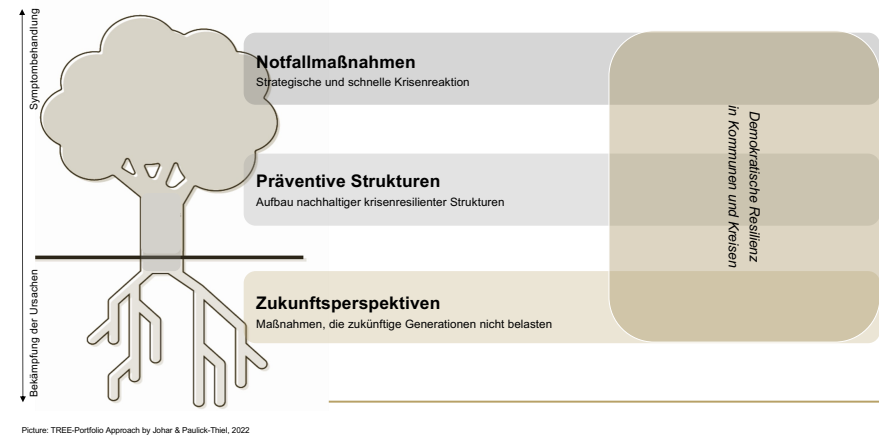 Symptombehandlung
Notfallmaßnahmen
Strategische und schnelle Krisenreaktion
Präventive Strukturen
Aufbau nachhaltiger krisenresilienter Strukturen
Demokratische Resilienz
in Kommunen und Kreisen
Bekämpfung der Ursachen
Zukunftsperspektiven
Maßnahmen, die zukünftige Generationen nicht belasten
Picture: TREE-Portfolio Approach by Johar & Paulick-Thiel, 2022